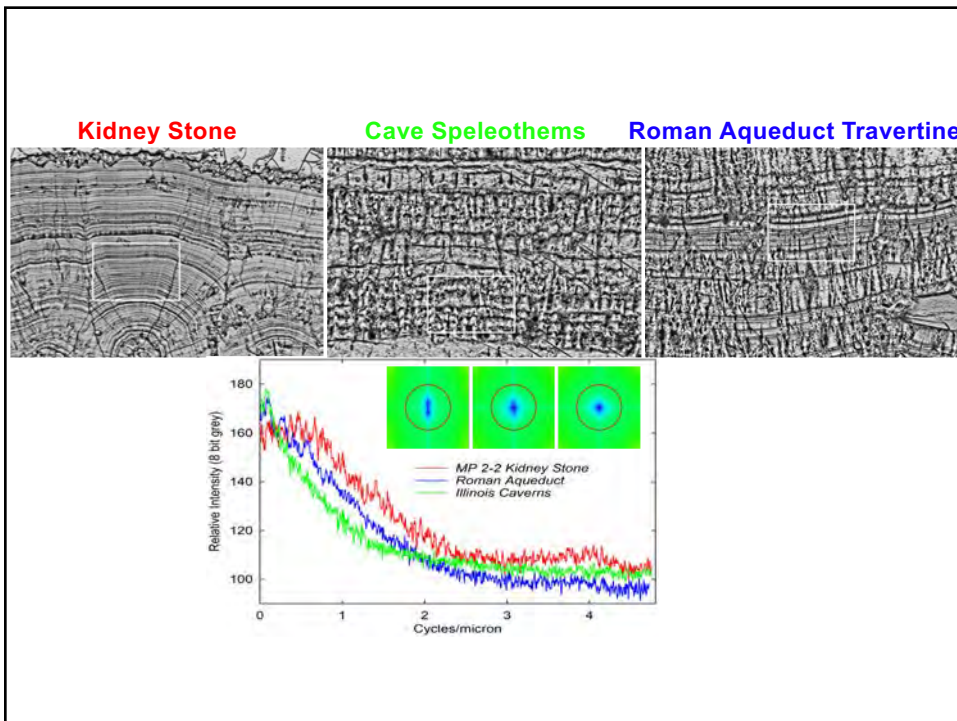 Kidney Stone
Cave Speleothems
Roman Aqueduct Travertine
180
160
140
120
100
Relative Intensity (8 bit grey)
MP 2-2 Kidney Stone
Roman Aqueduct
Illinois Caverns
0 1 2 3 4
Cycles/micron